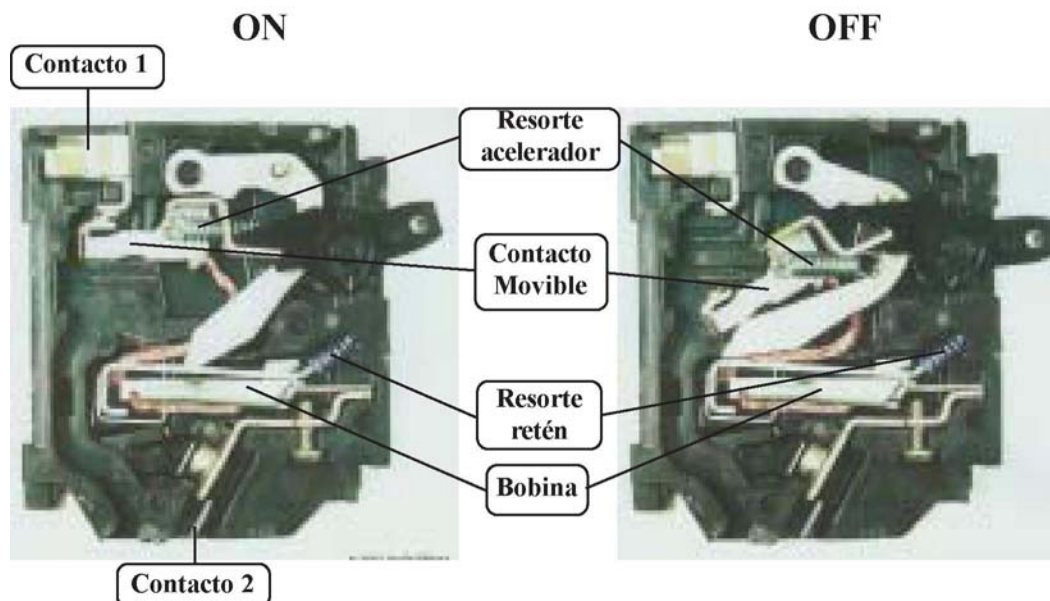 ON
OFF
Contacto 1
Resorte
acelerador
Contacto
Movible
Resorte
retén
Bobina
Contacto 2